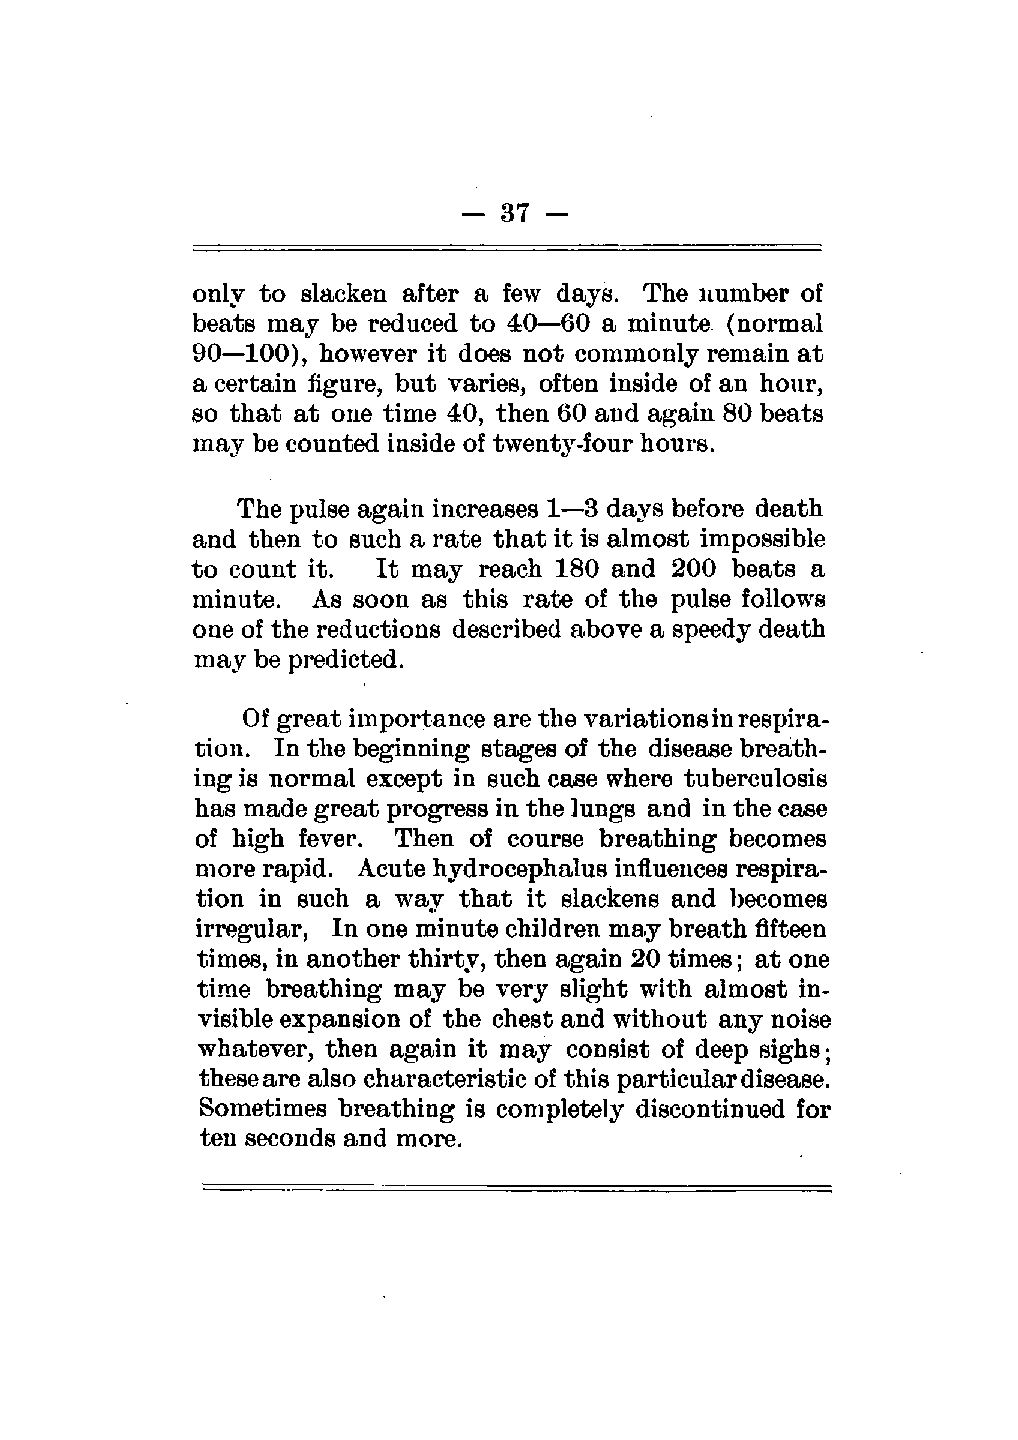 — 37 —
only to slacken after a few days. The number of
beats may be reduced to 40—60 a minute (normal
90—100), however it does not commonly remain at
a certain figure, but varies, often inside of an hour,
so that at one time 40, then 60 and again 80 beats
may be counted inside of twenty-four hours.
The pulse again increases 1—3 days before death
and then to such a rate that it is almost impossible
to count it. It may reach 180 and 200 beats a
minute. As soon as this rate of the pulse follows
one of the reductions described above a speedy death
may be predicted.
Of great importance are the variations in respira-
tion. In the beginning stages of the disease breath-
ing is normal except in such case where tuberculosis
has made great progress in the lungs and in the case
of high fever. Then of course breathing becomes
more rapid. Acute hydrocephalus influences respira-
tion in such a way that it slackens and becomes
irregular, In one minute children may breath fifteen
times, in another thirty, then again 20 times; at one
time breathing may be very slight with almost in-
visible expansion of the chest and without any noise
whatever, then again it may consist of deep sighs;
these are also characteristic of this particular disease.
Sometimes breathing is completely discontinued for
ten seconds and more.